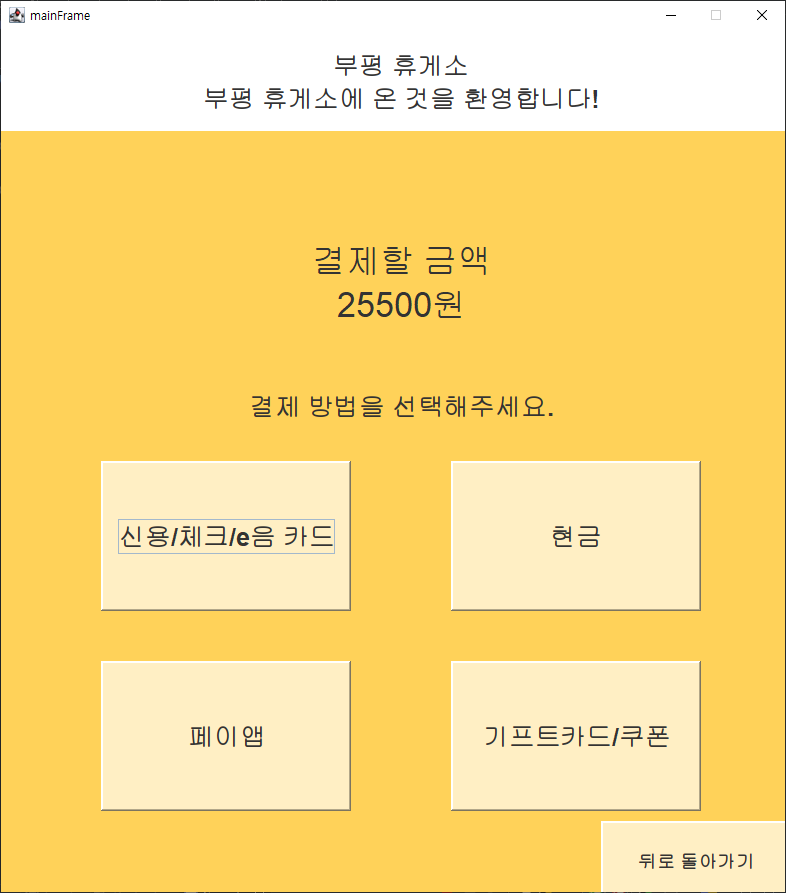 mainFrame
부평 휴게소
부평 휴게소에 온 것을 환영합니다!
결제할 금액
25500원
결제 방법을 선택해주세요.
신용/체크/e음 카드
현금
페이앱
기프트카드/쿠폰
뒤로 돌아가기